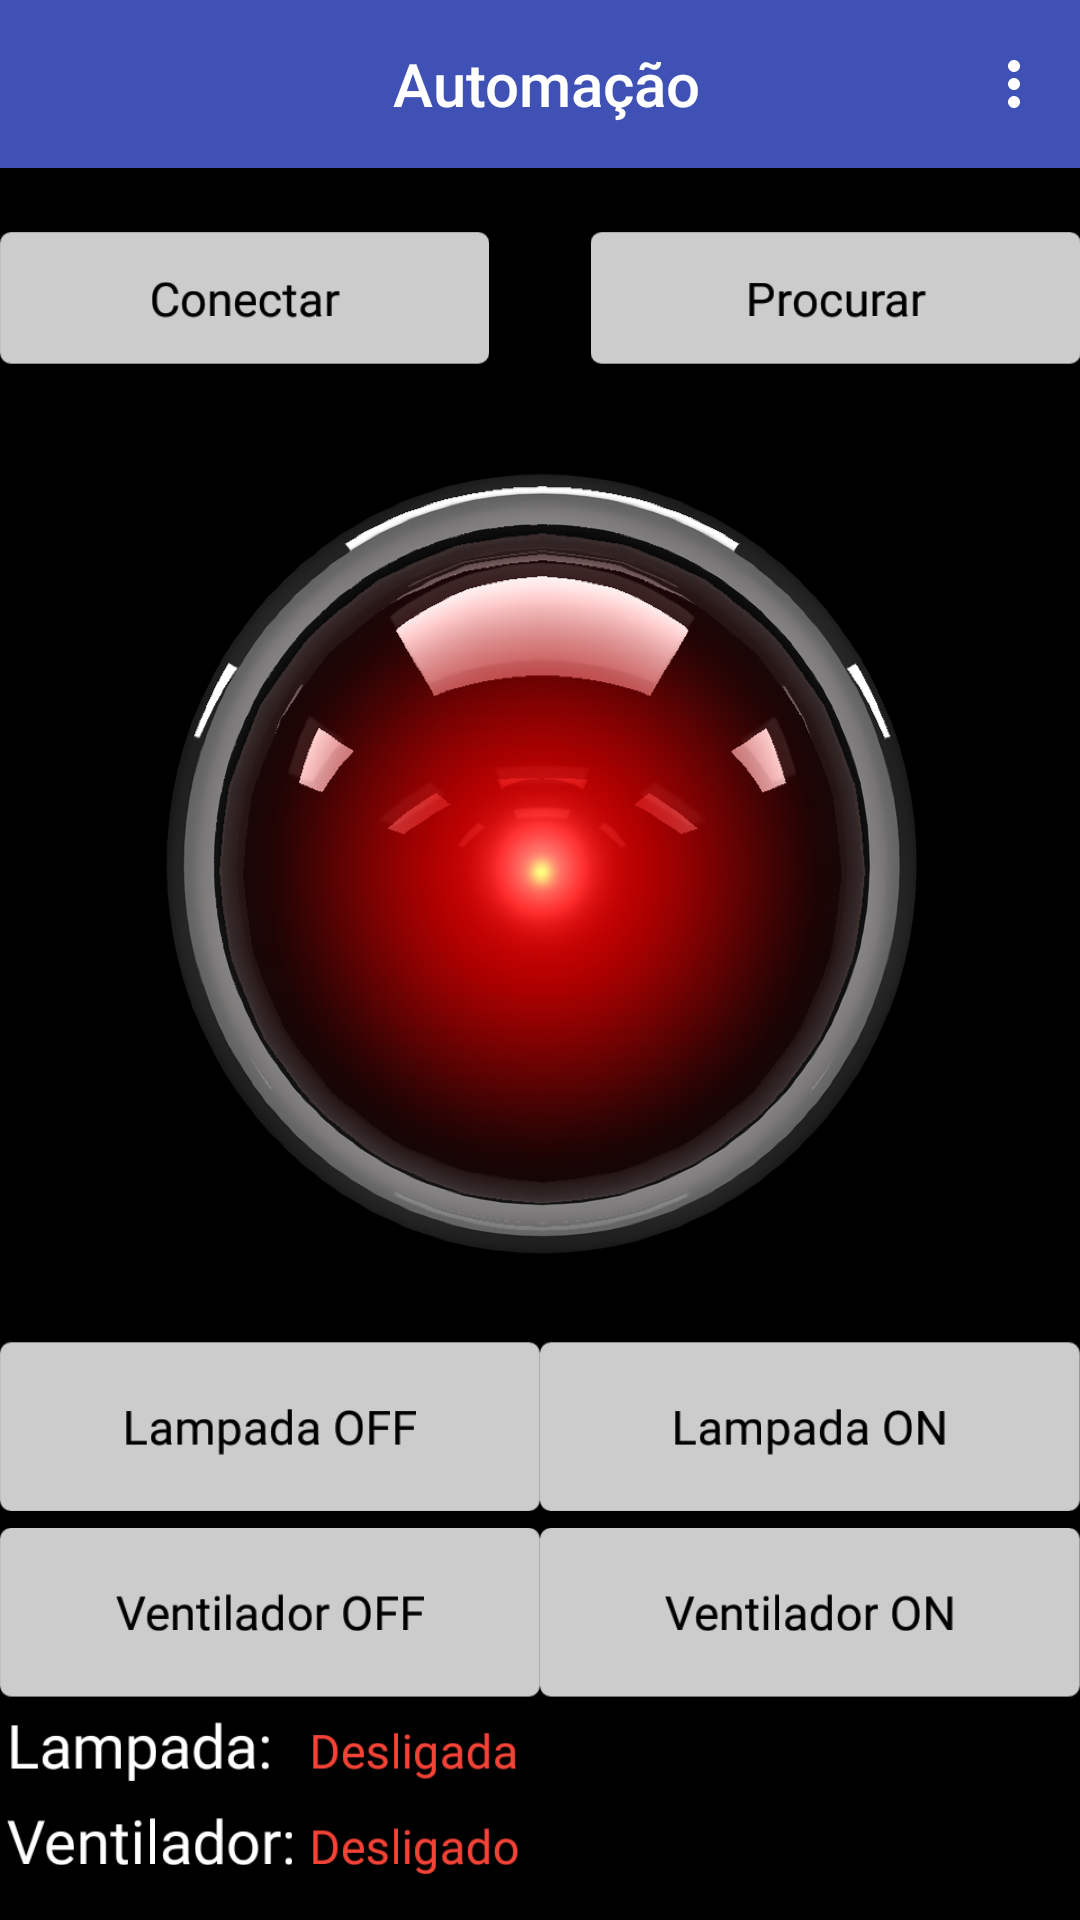 Automação
Conectar Procurar
Lampada OFF Lampada ON
Ventilador OFF Ventilador ON
Lampada: Desligada
Ventilador: Desligado